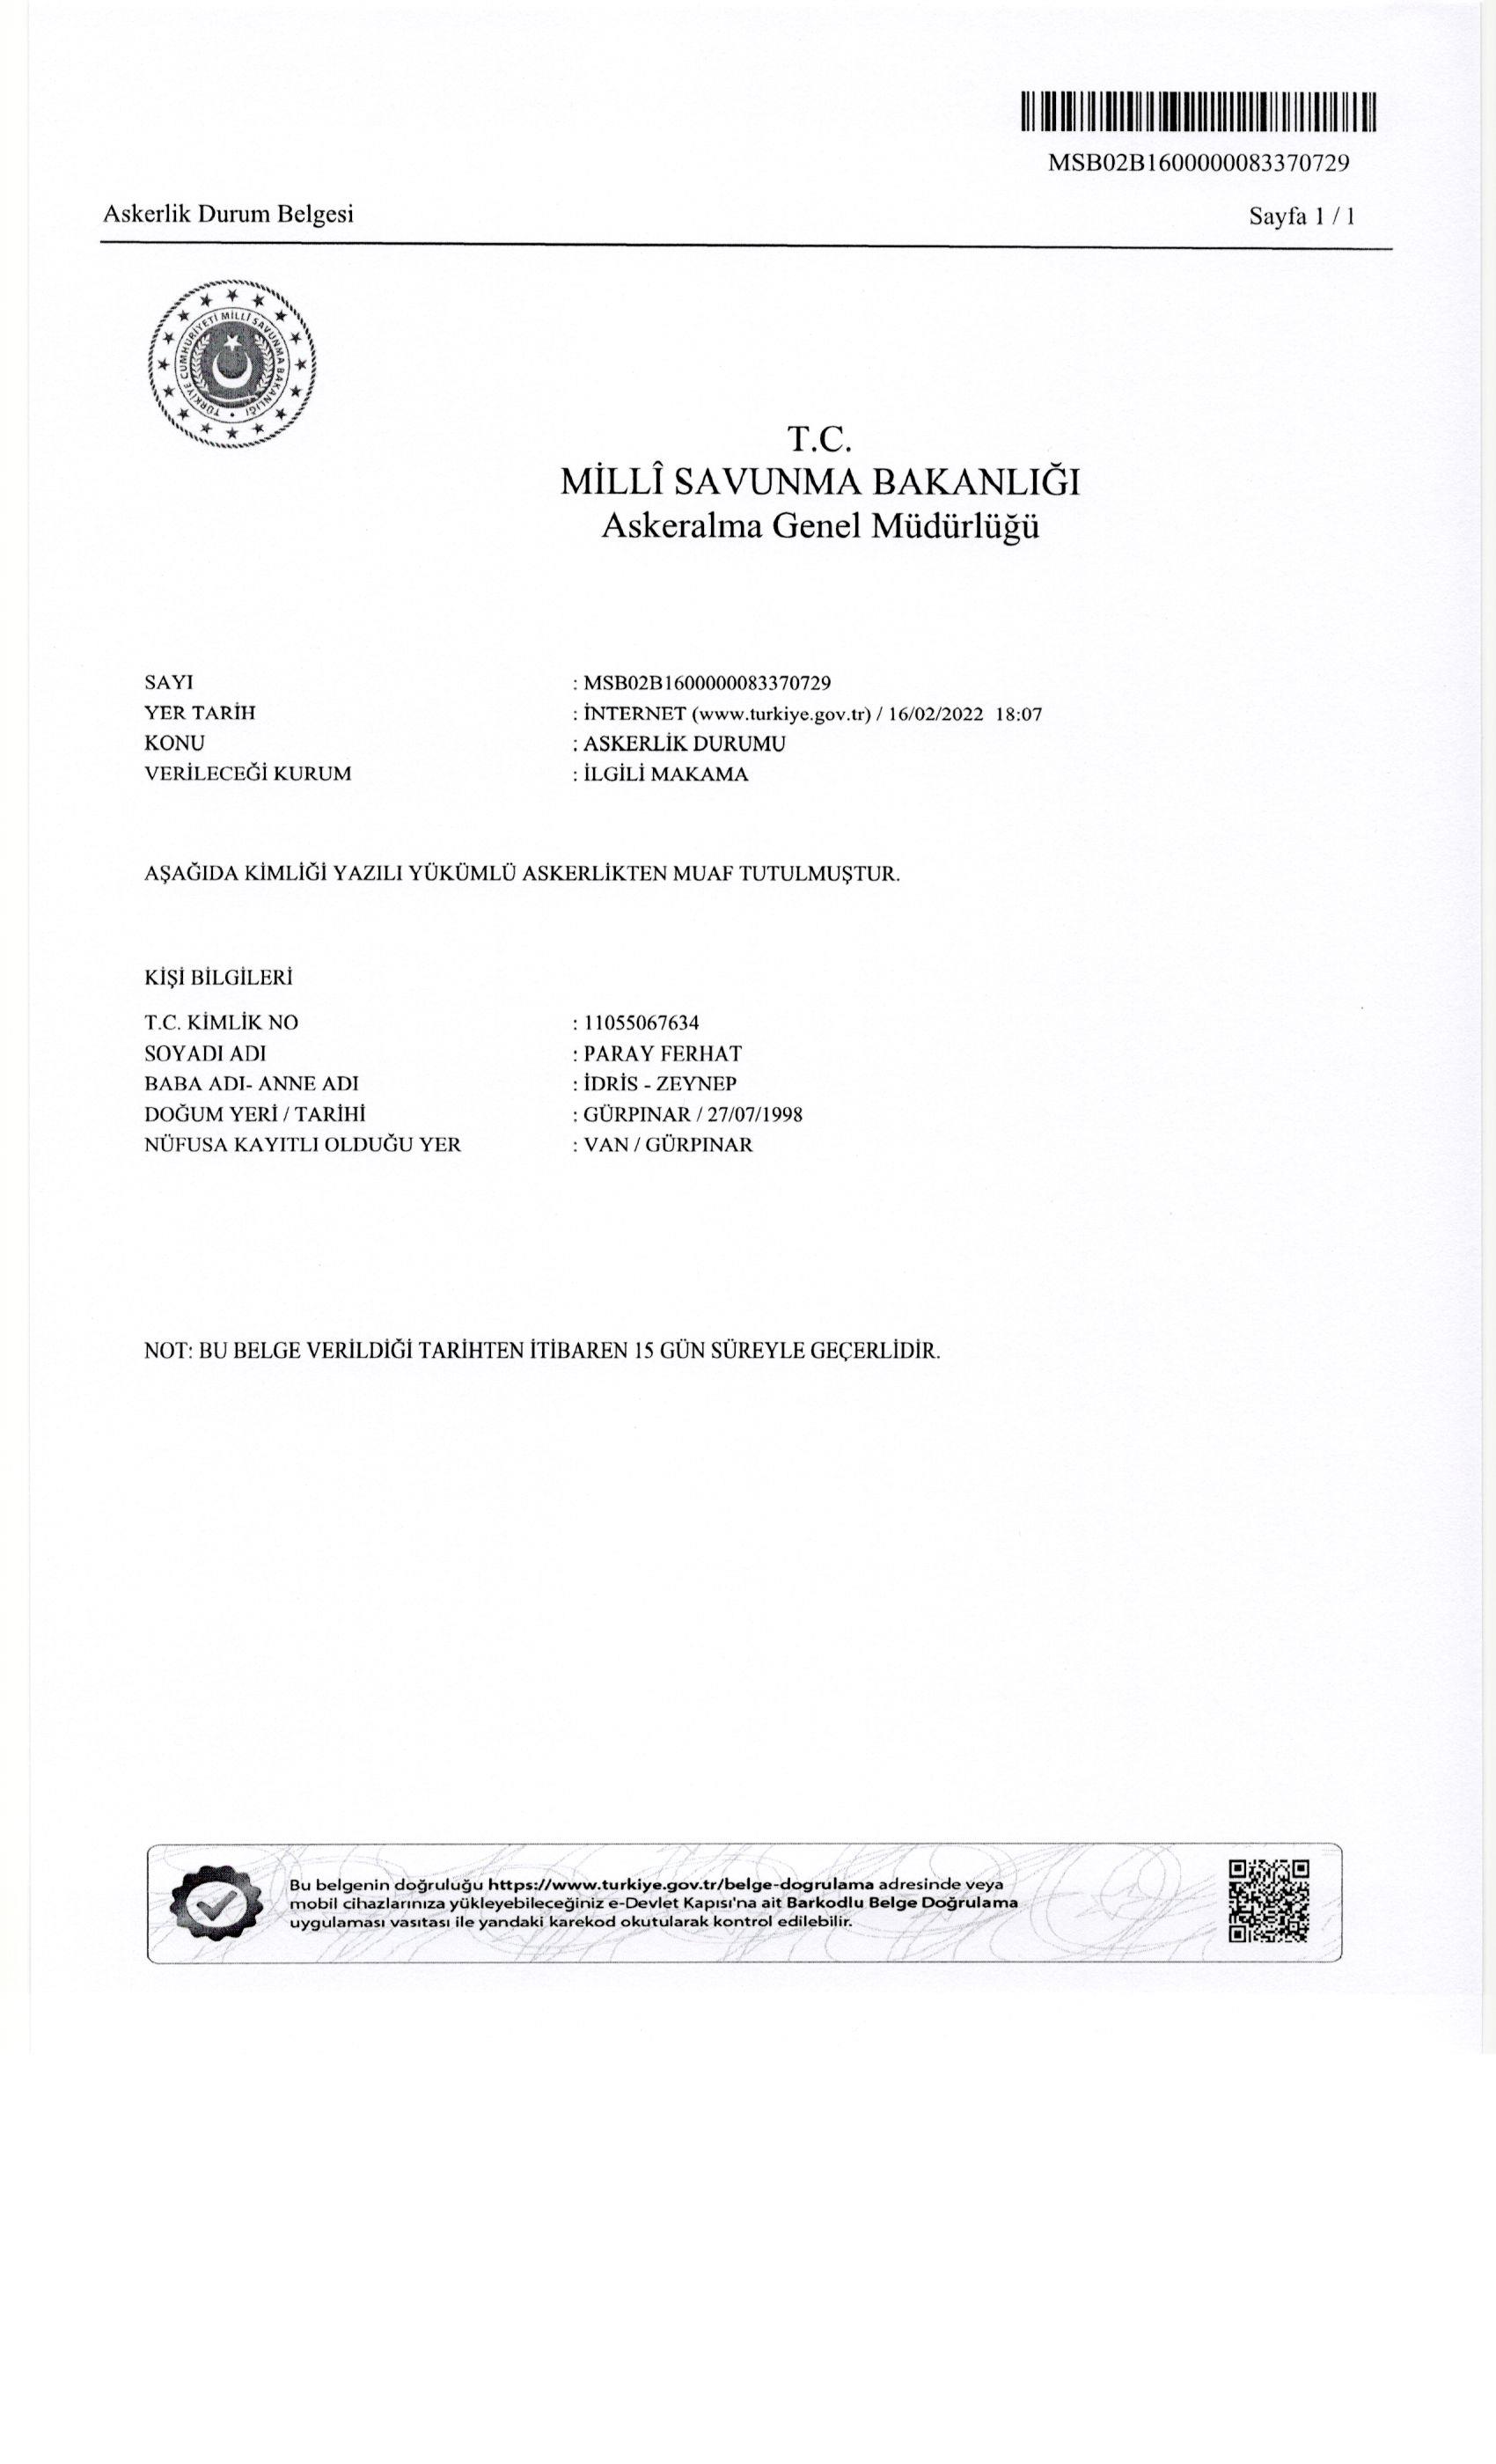 MSB02B1600000083370729
Askerlik Durum Belgesi
Sayfa 1 / 1
TÜRKİYE CUMHURİYETİ MİLLİ SAVUNMA BAKANLIĞI
T.C.
MİLLÎ SAVUNMA BAKANLIĞI
Askeralma Genel Müdürlüğü
SAYI : MSB02B1600000083370729
YER TARİH : İNTERNET (www.turkiye.gov.tr) / 16/02/2022 18:07
KONU : ASKERLİK DURUMU
VERİLECEĞİ KURUM : İLGİLİ MAKAMA
AŞAĞIDA KİMLİĞİ YAZILI YÜKÜMLÜ ASKERLİKTEN MUAF TUTULMUŞTUR.
KİŞİ BİLGİLERİ
T.C. KİMLİK NO : 11055067634
SOYADI ADI : PARAY FERHAT
BABA ADI- ANNE ADI : İDRİS - ZEYNEP
DOĞUM YERİ / TARİHİ : GÜRPINAR / 27/07/1998
NÜFUSA KAYITLI OLDUĞU YER : VAN / GÜRPINAR
NOT: BU BELGE VERİLDİĞİ TARİHTEN İTİBAREN 15 GÜN SÜREYLE GEÇERLİDİR.
Bu belgenin doğruluğu https://www.turkiye.gov.tr/belge-dogrulama adresinde veya
mobil cihazlarınıza yükleyebileceğiniz e-Devlet Kapısı'na ait Barkodlu Belge Doğrulama
uygulaması vasıtası ile yandaki karekod okutularak kontrol edilebilir.